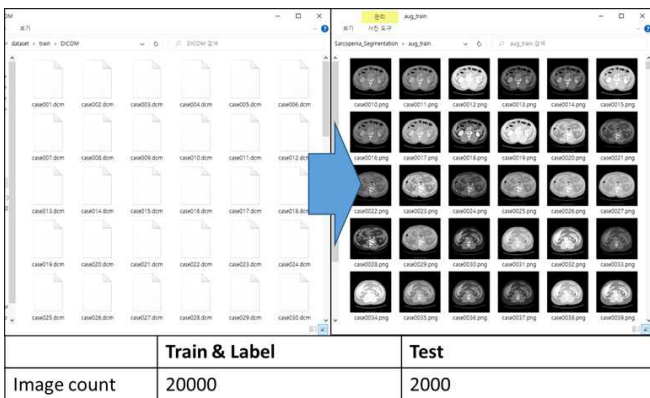 관리 aug_train
보기
보기 사진 도구
dataset › train › DICOM
DICOM 검색
Sarcopenia_Segmentation › aug_train
aug_train 검색
case001.dcm case002.dcm case003.dcm case004.dcm case005.dcm case006.dcm
case0010.png case0011.png case0012.png case0013.png case0014.png case0015.png
case007.dcm case008.dcm case009.dcm case010.dcm case011.dcm case012.dcm
case0016.png case0017.png case0018.png case0019.png case0020.png case0021.png
case013.dcm case014.dcm case015.dcm case016.dcm case017.dcm case018.dcm
case0022.png case0023.png case0024.png case0025.png case0026.png case0027.png
case019.dcm case020.dcm case021.dcm case022.dcm case023.dcm case024.dcm
case0028.png case0029.png case0030.png case0031.png case0032.png case0033.png
case025.dcm case026.dcm case027.dcm case028.dcm case029.dcm case030.dcm
case0034.png case0035.png case0036.png case0037.png case0038.png case0039.png
Train & Label Test
Image count 20000 2000